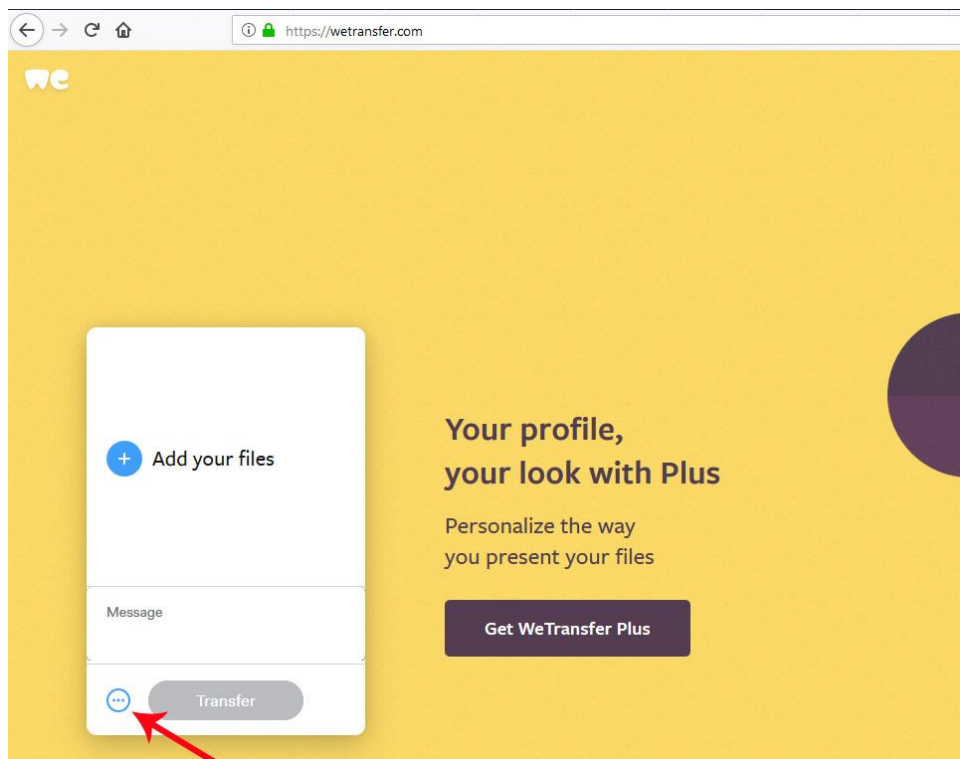 https://wetransfer.com
we
Add your files
Your profile,
your look with Plus
Personalize the way
you present your files
Message
Get WeTransfer Plus
Transfer